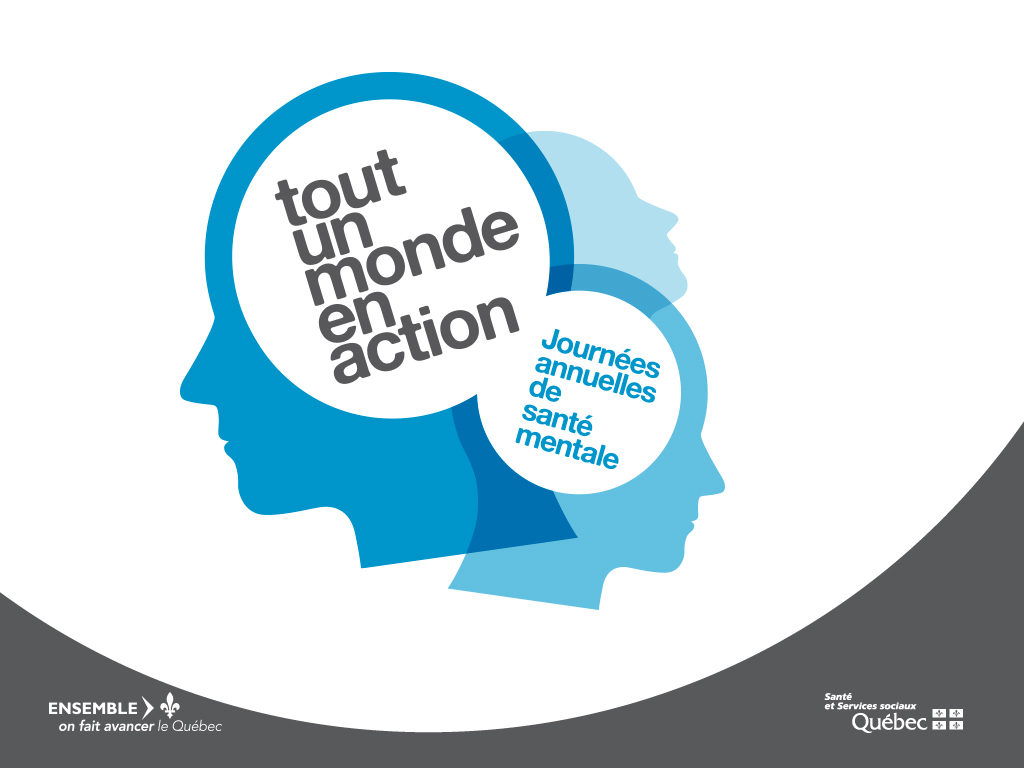 tout
un
monde
en
action
Journées
annuelles
de
santé
mentale
ENSEMBLE
on fait avancer le Québec
Santé
et Services sociaux
Québec